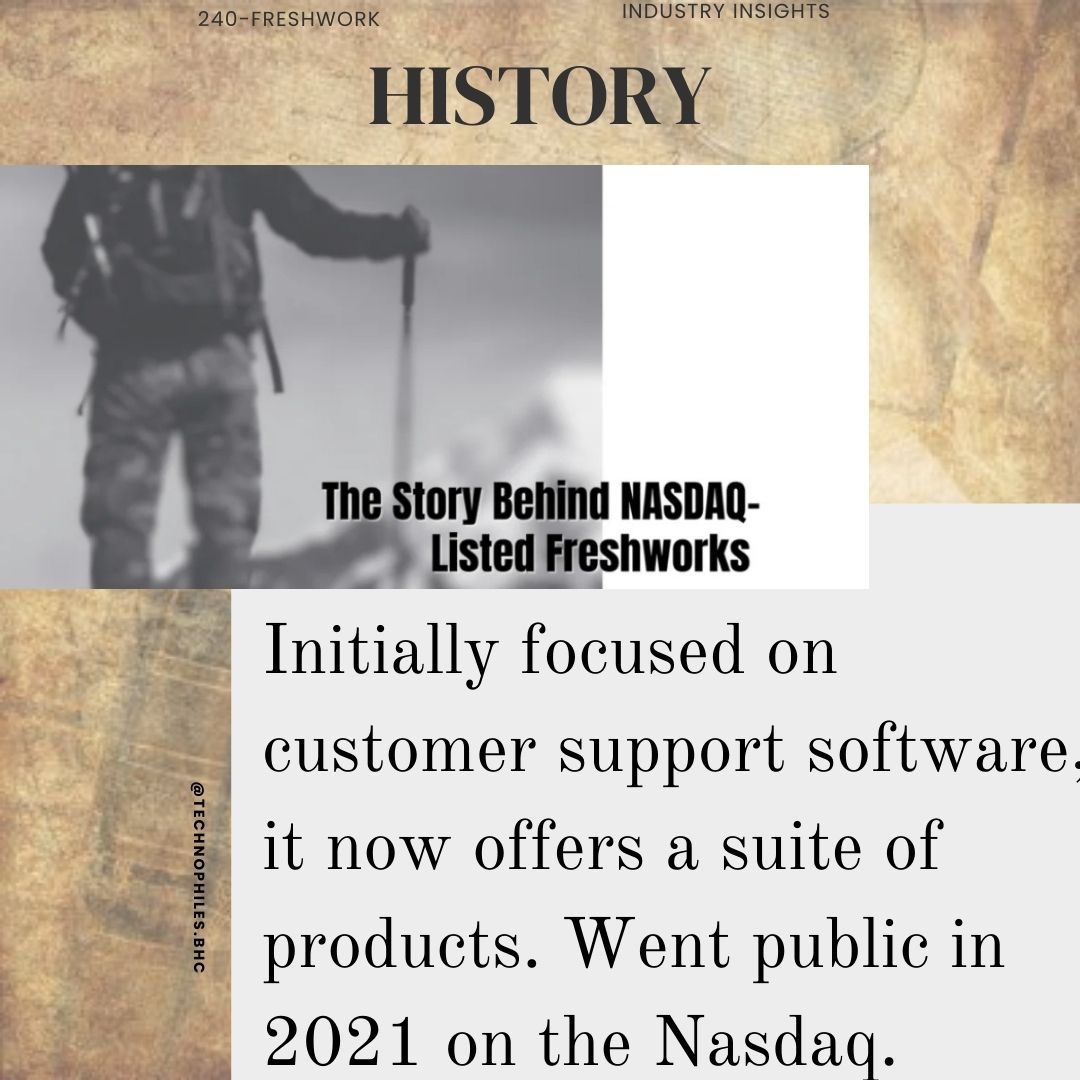 240-FRESHWORK
INDUSTRY INSIGHTS
HISTORY
The Story Behind NASDAQ-
Listed Freshworks
Initially focused on
customer support software,
it now offers a suite of
products. Went public in
2021 on the Nasdaq.
@TECHNOPHILES.BHC